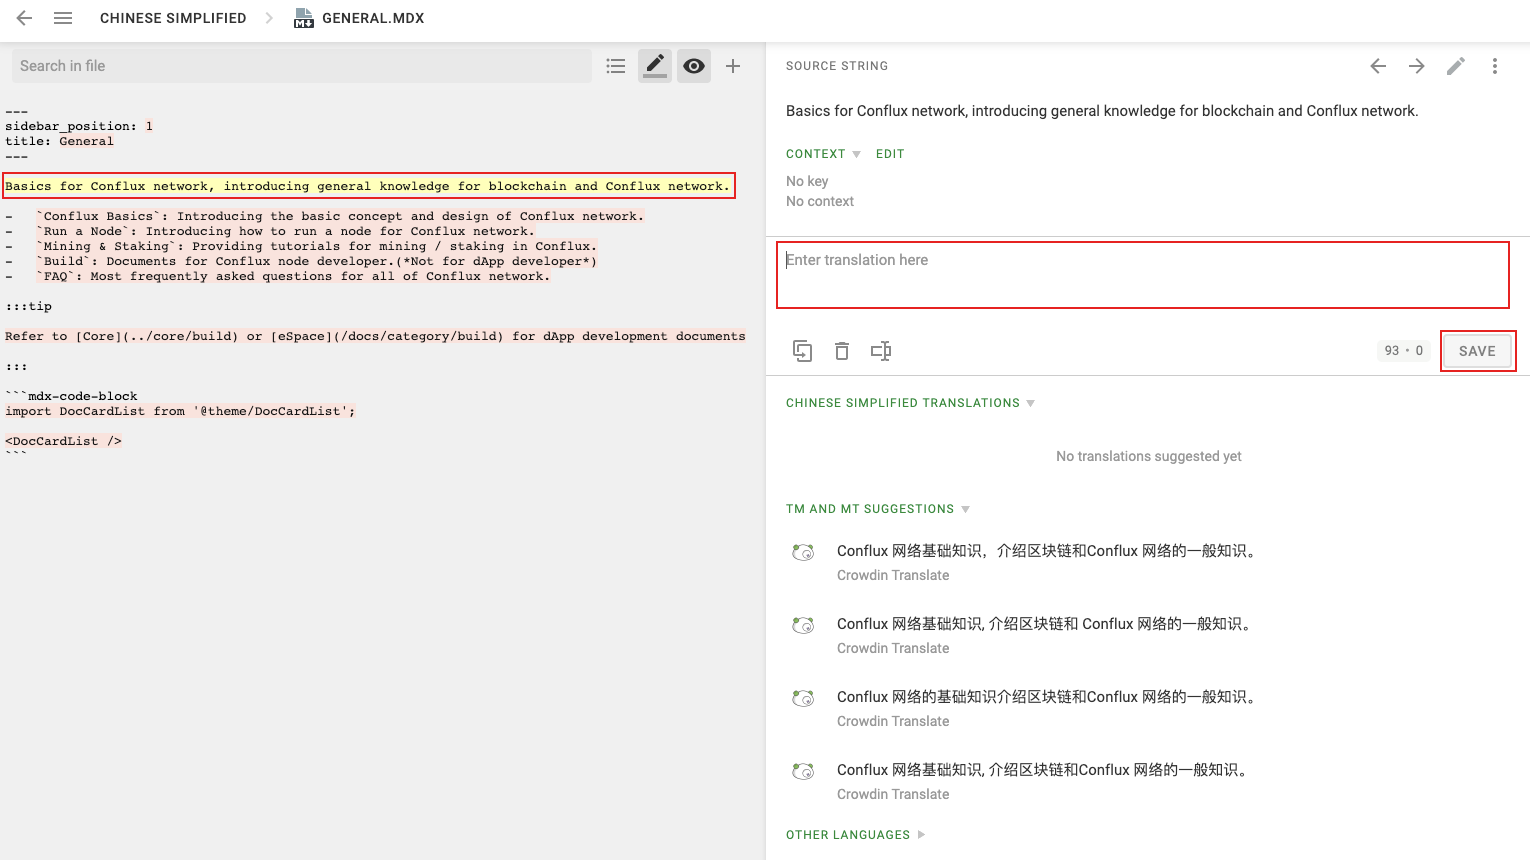 CHINESE SIMPLIFIED
GENERAL.MDX
Search in file
---
sidebar_position: 1
title: General
---
Basics for Conflux network, introducing general knowledge for blockchain and Conflux network.
- `Conflux Basics`: Introducing the basic concept and design of Conflux network.
- `Run a Node`: Introducing how to run a node for Conflux network.
- `Mining & Staking`: Providing tutorials for mining / staking in Conflux.
- `Build`: Documents for Conflux node developer.(*Not for dApp developer*)
- `FAQ`: Most frequently asked questions for all of Conflux network.
:::tip
Refer to [Core](../core/build) or [eSpace](/docs/category/build) for dApp development documents
:::
```mdx-code-block
import DocCardList from '@theme/DocCardList';
<DocCardList />
```
SOURCE STRING
Basics for Conflux network, introducing general knowledge for blockchain and Conflux network.
CONTEXT EDIT
No key
No context
Enter translation here
93 • 0
SAVE
CHINESE SIMPLIFIED TRANSLATIONS
No translations suggested yet
TM AND MT SUGGESTIONS
Conflux 网络基础知识，介绍区块链和Conflux 网络的一般知识。
Crowdin Translate
Conflux 网络基础知识, 介绍区块链和 Conflux 网络的一般知识。
Crowdin Translate
Conflux 网络的基础知识介绍区块链和Conflux 网络的一般知识。
Crowdin Translate
Conflux 网络基础知识, 介绍区块链和Conflux 网络的一般知识。
Crowdin Translate
OTHER LANGUAGES